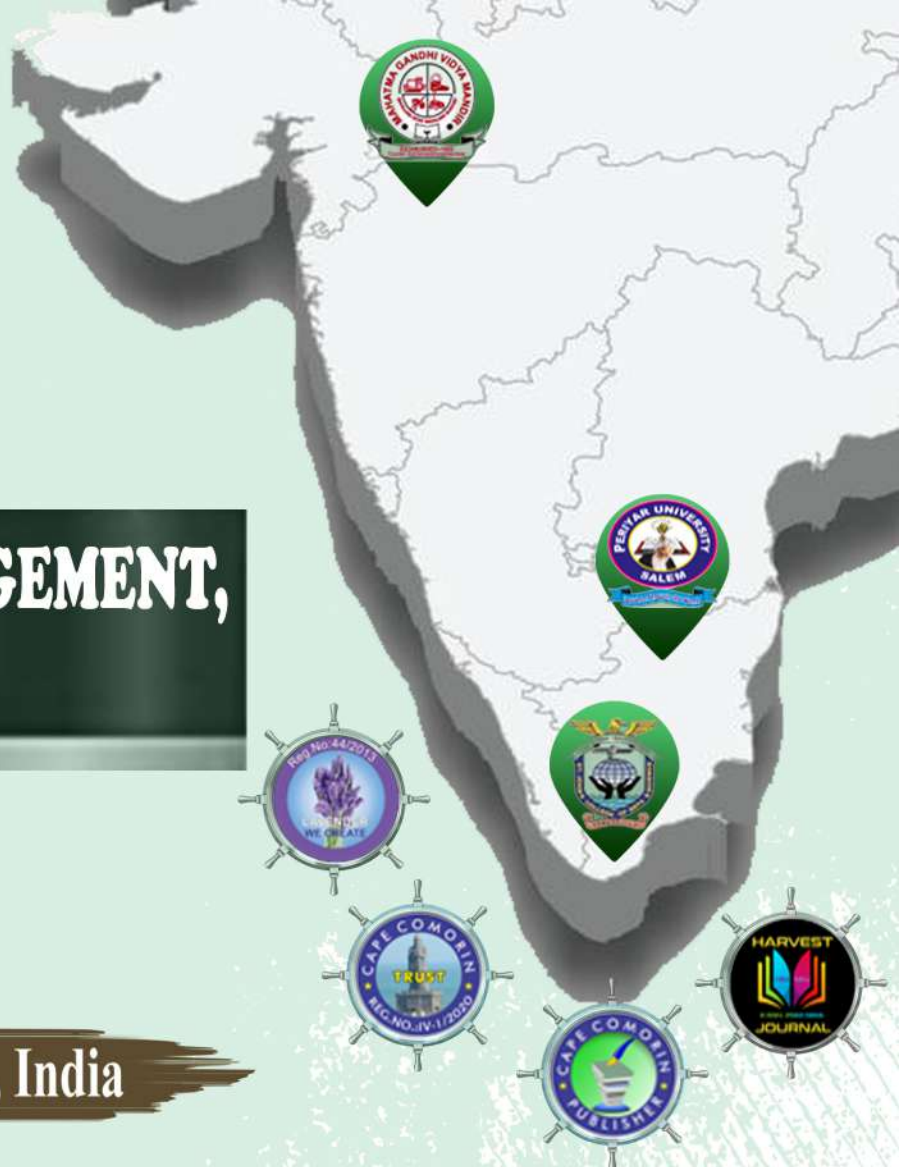 MAHATMA GANDHI VIDYA MANDIR
GEMENT,
PERIYAR UNIVERSITY
SALEM
Reg.No:44/2013
LAVENDER
WE CREATE
CAPE COMORIN
TRUST
REG.NO.:IV-1/2020
HARVEST
JOURNAL
CAPE COMORIN
PUBLISHER
India